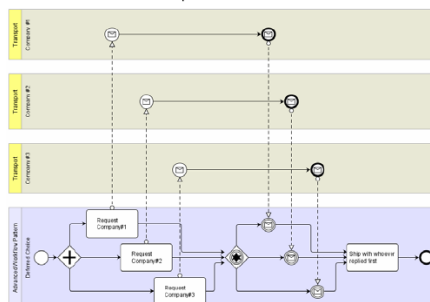 Transport
Company #1
Transport
Company #2
Transport
Company #3
Advanced Workflow Pattern
Deferred Choice
Request
Company#1
Request
Company#2
Request
Company#3
Ship with whoever
replied first